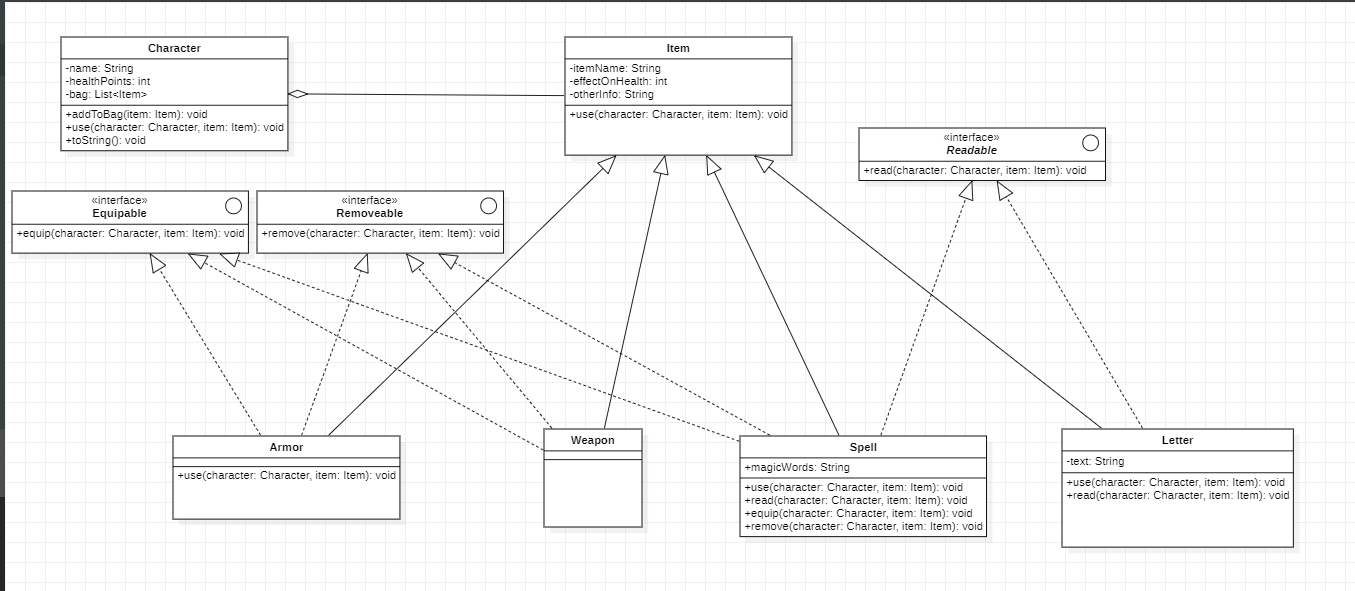 Character
-name: String
-healthPoints: int
-bag: List<Item>
+addToBag(item: Item): void
+use(character: Character, item: Item): void
+toString(): void
Item
-itemName: String
-effectOnHealth: int
-otherInfo: String
+use(character: Character, item: Item): void
«interface»
Readable
+read(character: Character, item: Item): void
«interface»
Equipable
+equip(character: Character, item: Item): void
«interface»
Removeable
+remove(character: Character, item: Item): void
Armor
+use(character: Character, item: Item): void
Weapon
Spell
+magicWords: String
+use(character: Character, item: Item): void
+read(character: Character, item: Item): void
+equip(character: Character, item: Item): void
+remove(character: Character, item: Item): void
Letter
-text: String
+use(character: Character, item: Item): void
+read(character: Character, item: Item): void